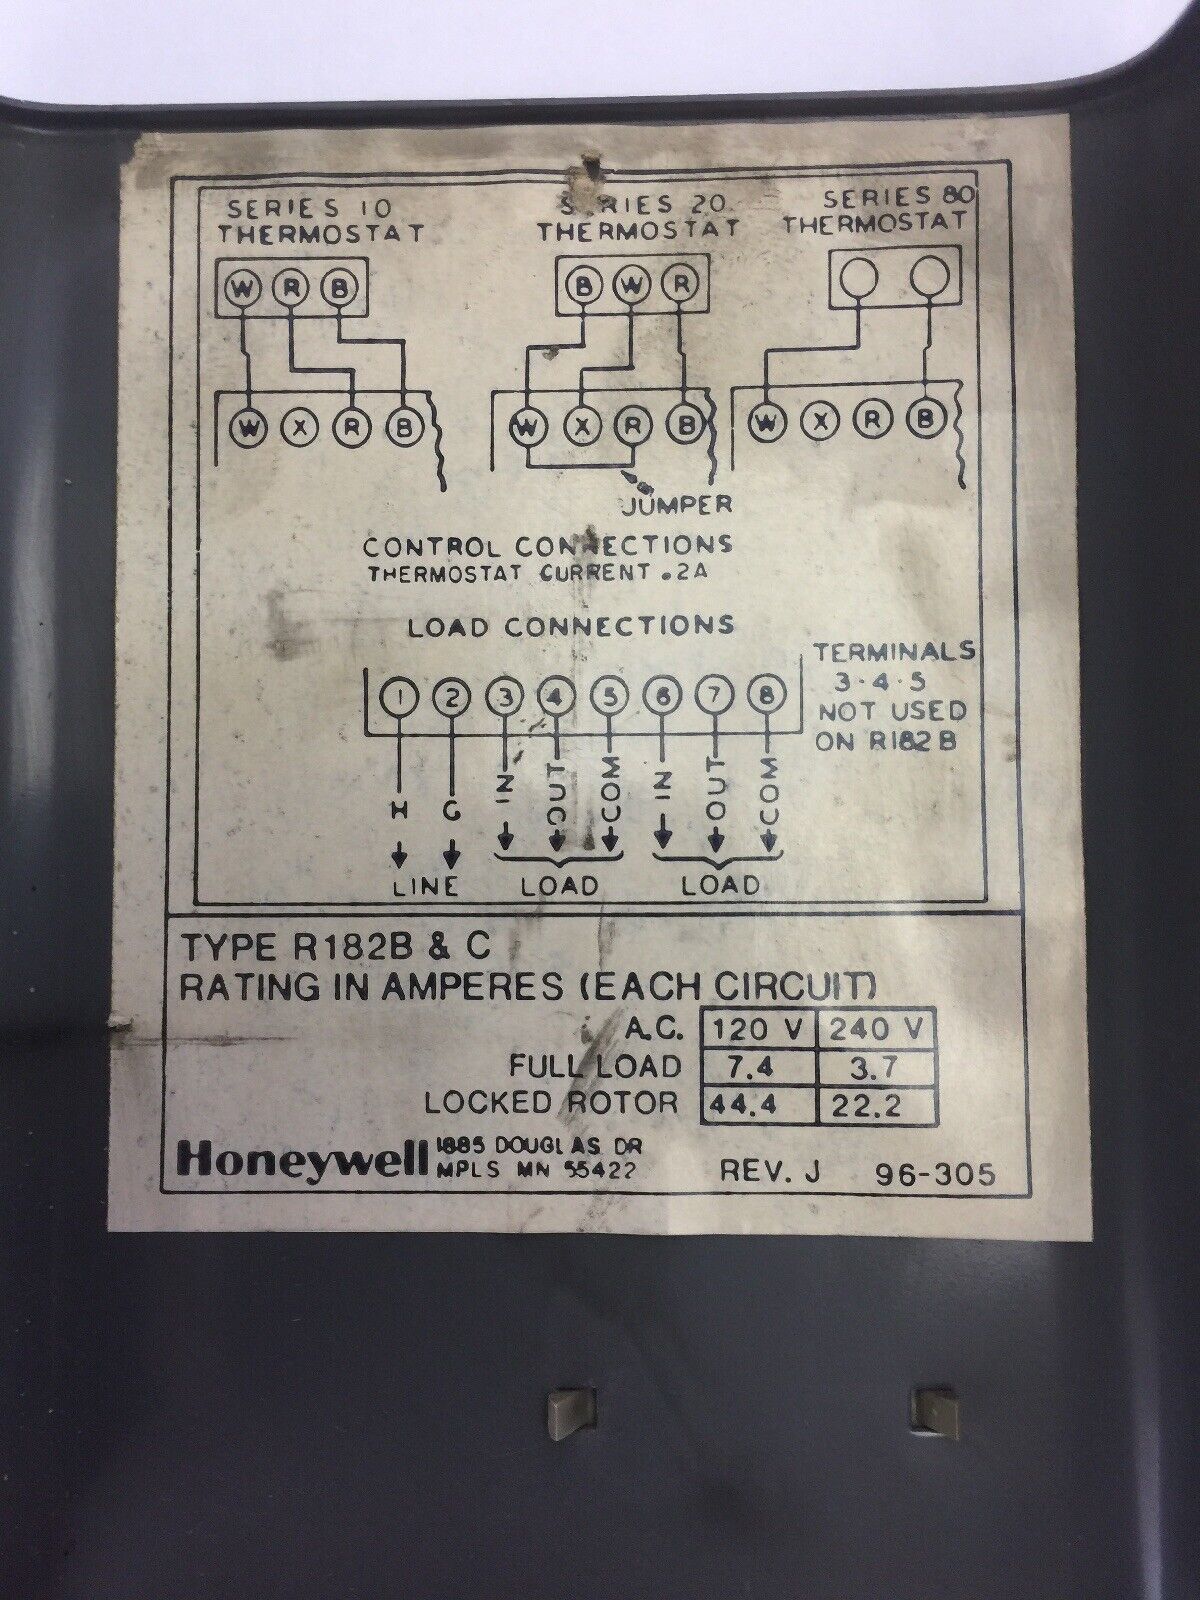 SERIES 10
THERMOSTAT
W R B
W X R B
SERIES 20
THERMOSTAT
B W R
W X R B
JUMPER
SERIES 80
THERMOSTAT
W X R B
CONTROL CONNECTIONS
THERMOSTAT CURRENT .2A
LOAD CONNECTIONS
1 2 3 4 5 6 7 8
H G IN OUT COM IN OUT COM
LINE LOAD LOAD
TERMINALS
3-4-5
NOT USED
ON R182B
TYPE R182B & C
RATING IN AMPERES (EACH CIRCUIT)
A.C. 120 V 240 V
FULL LOAD 7.4 3.7
LOCKED ROTOR 44.4 22.2
Honeywell 1885 DOUGLAS DR
MPLS MN 55422
REV. J 96-305